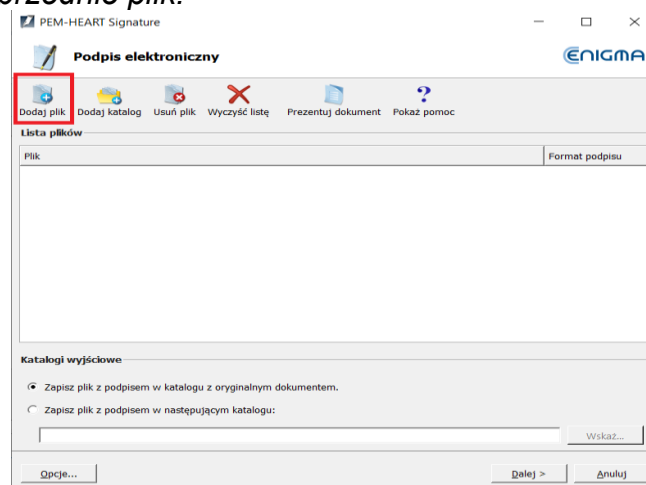 przednio plik.
PEM-HEART Signature
Podpis elektroniczny
ENIGMA
Dodaj plik Dodaj katalog Usuń plik Wyczyść listę Prezentuj dokument Pokaż pomoc
Lista plików
Plik Format podpisu
Katalogi wyjściowe
Zapisz plik z podpisem w katalogu z oryginalnym dokumentem.
Zapisz plik z podpisem w następującym katalogu:
Wskaż...
Opcje... Dalej > Anuluj